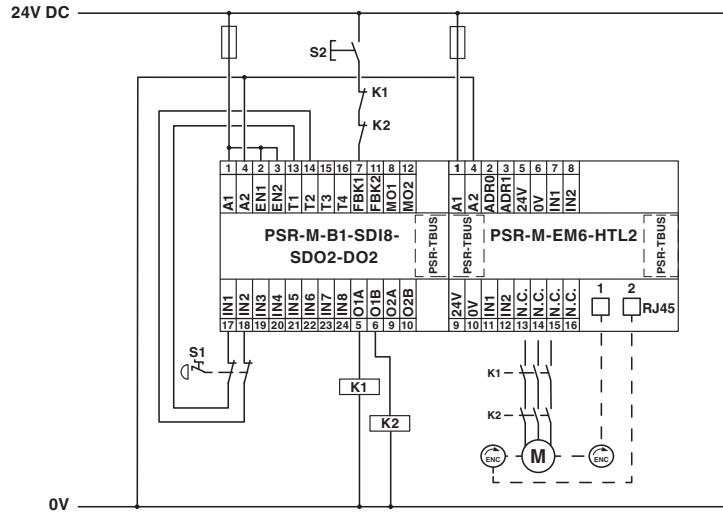 24V DC
S2
K1
K2
1 4 2 3 13 14 15 16 7 11 8 12
A1 A2 EN1 EN2 T1 T2 T3 T4 FBK1 FBK2 MO1 MO2
1 4 2 3 5 6 7 8
A1 A2 ADR0 ADR1 24V 0V IN1 IN2
PSR-M-B1-SDI8-
SDO2-DO2
PSR-TBUS
PSR-TBUS
PSR-M-EM6-HTL2
PSR-TBUS
IN1 IN2 IN3 IN4 IN5 IN6 IN7 IN8 O1A O1B O2A O2B
17 18 19 20 21 22 23 24 5 6 9 10
24V 0V IN1 IN2 N.C. N.C. N.C. N.C.
9 10 11 12 13 14 15 16
1 2
RJ45
S1
K1
K2
K1
K2
ENC
M
ENC
0V